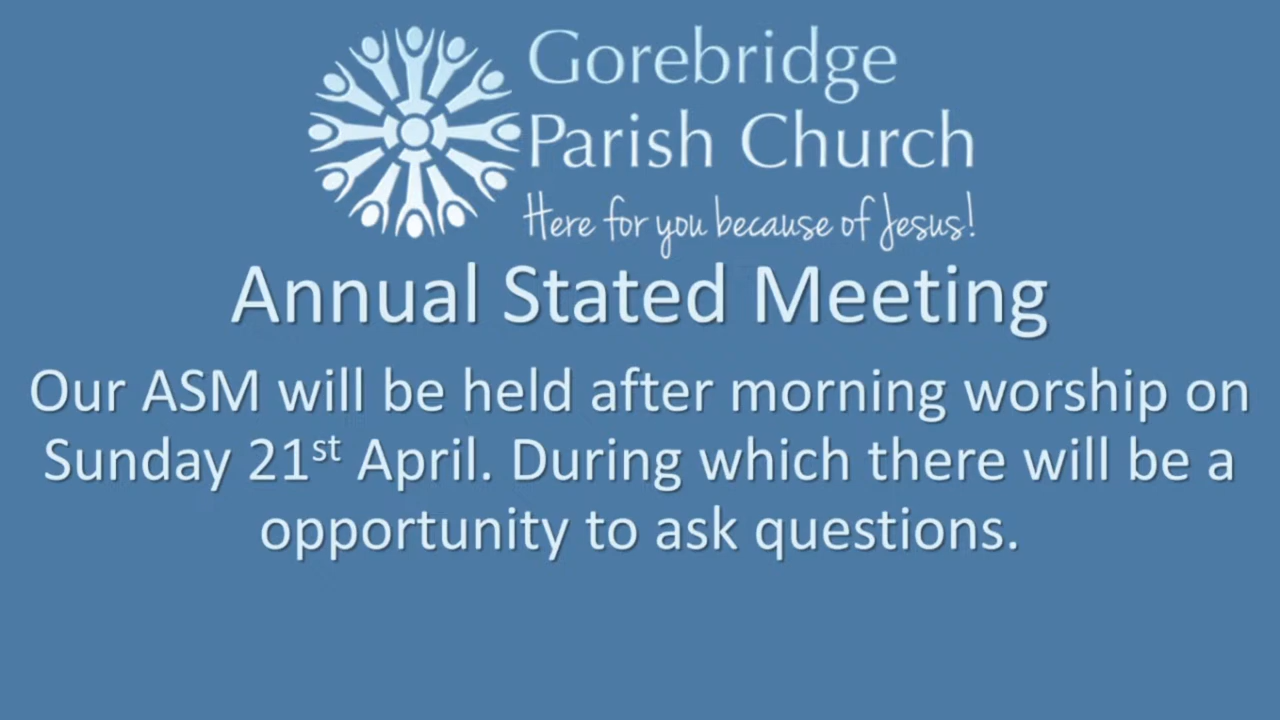 Gorebridge
Parish Church
Here for you because of Jesus!
Annual Stated Meeting
Our ASM will be held after morning worship on
Sunday 21st April. During which there will be a
opportunity to ask questions.